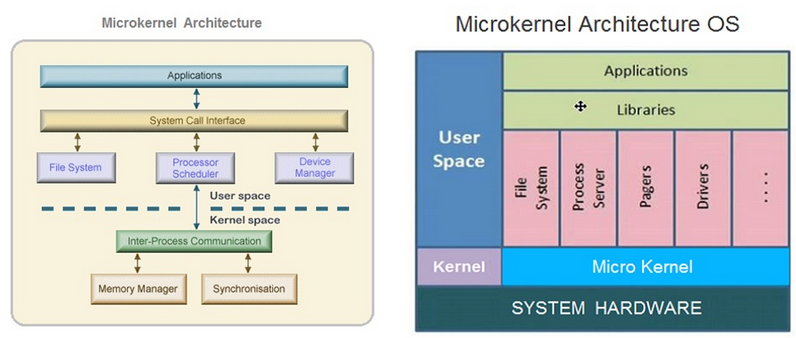 Microkernel Architecture
Applications
System Call Interface
File System
Processor
Scheduler
Device
Manager
User space
Kernel space
Inter-Process Communication
Memory Manager
Synchronisation
Microkernel Architecture OS
User
Space
Applications
Libraries
File
System
Process
Server
Pagers
Drivers
. . . .
Kernel
Micro Kernel
SYSTEM HARDWARE